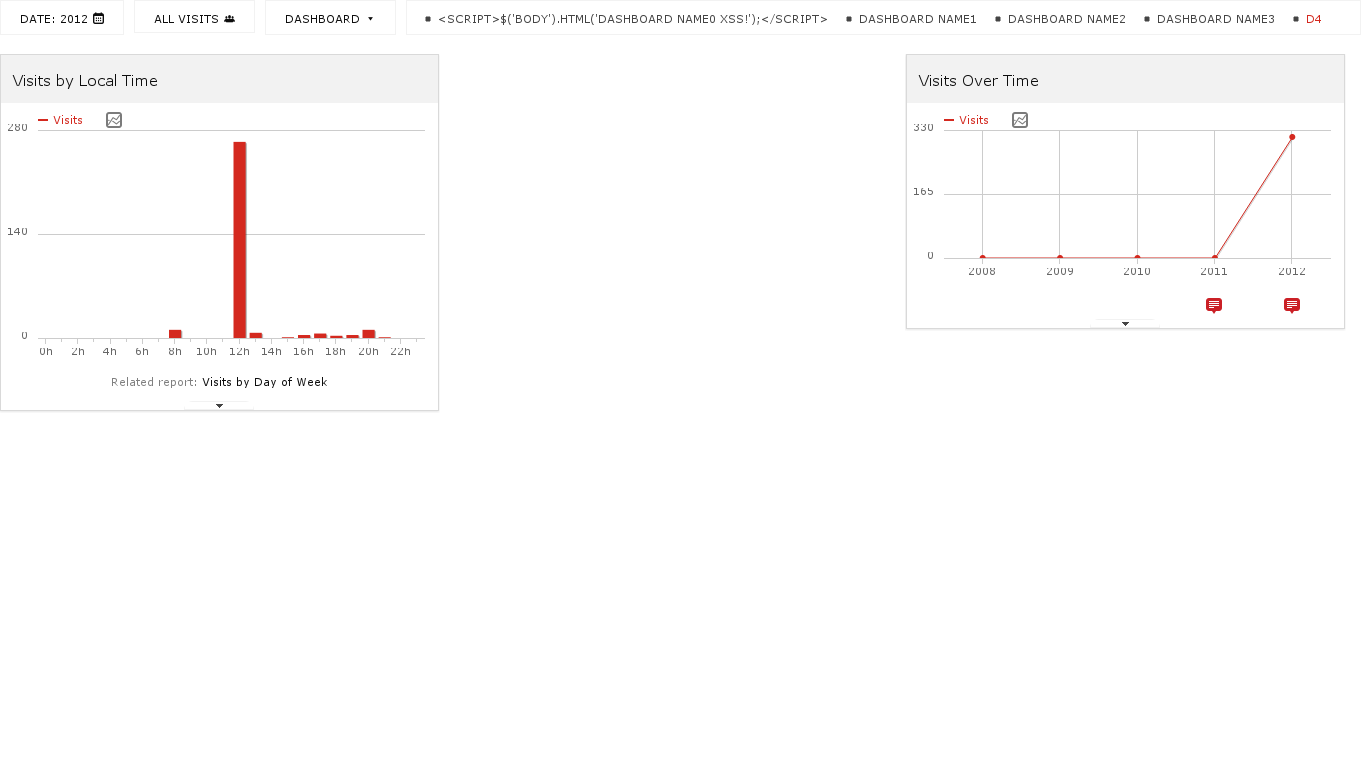 DATE: 2012
ALL VISITS
DASHBOARD
<SCRIPT>$('BODY').HTML('DASHBOARD NAME0 XSS!');</SCRIPT>
DASHBOARD NAME1
DASHBOARD NAME2
DASHBOARD NAME3
D4
Visits by Local Time
Visits
280
140
0
0h 2h 4h 6h 8h 10h 12h 14h 16h 18h 20h 22h
Related report: Visits by Day of Week
Visits Over Time
Visits
330
165
0
2008 2009 2010 2011 2012